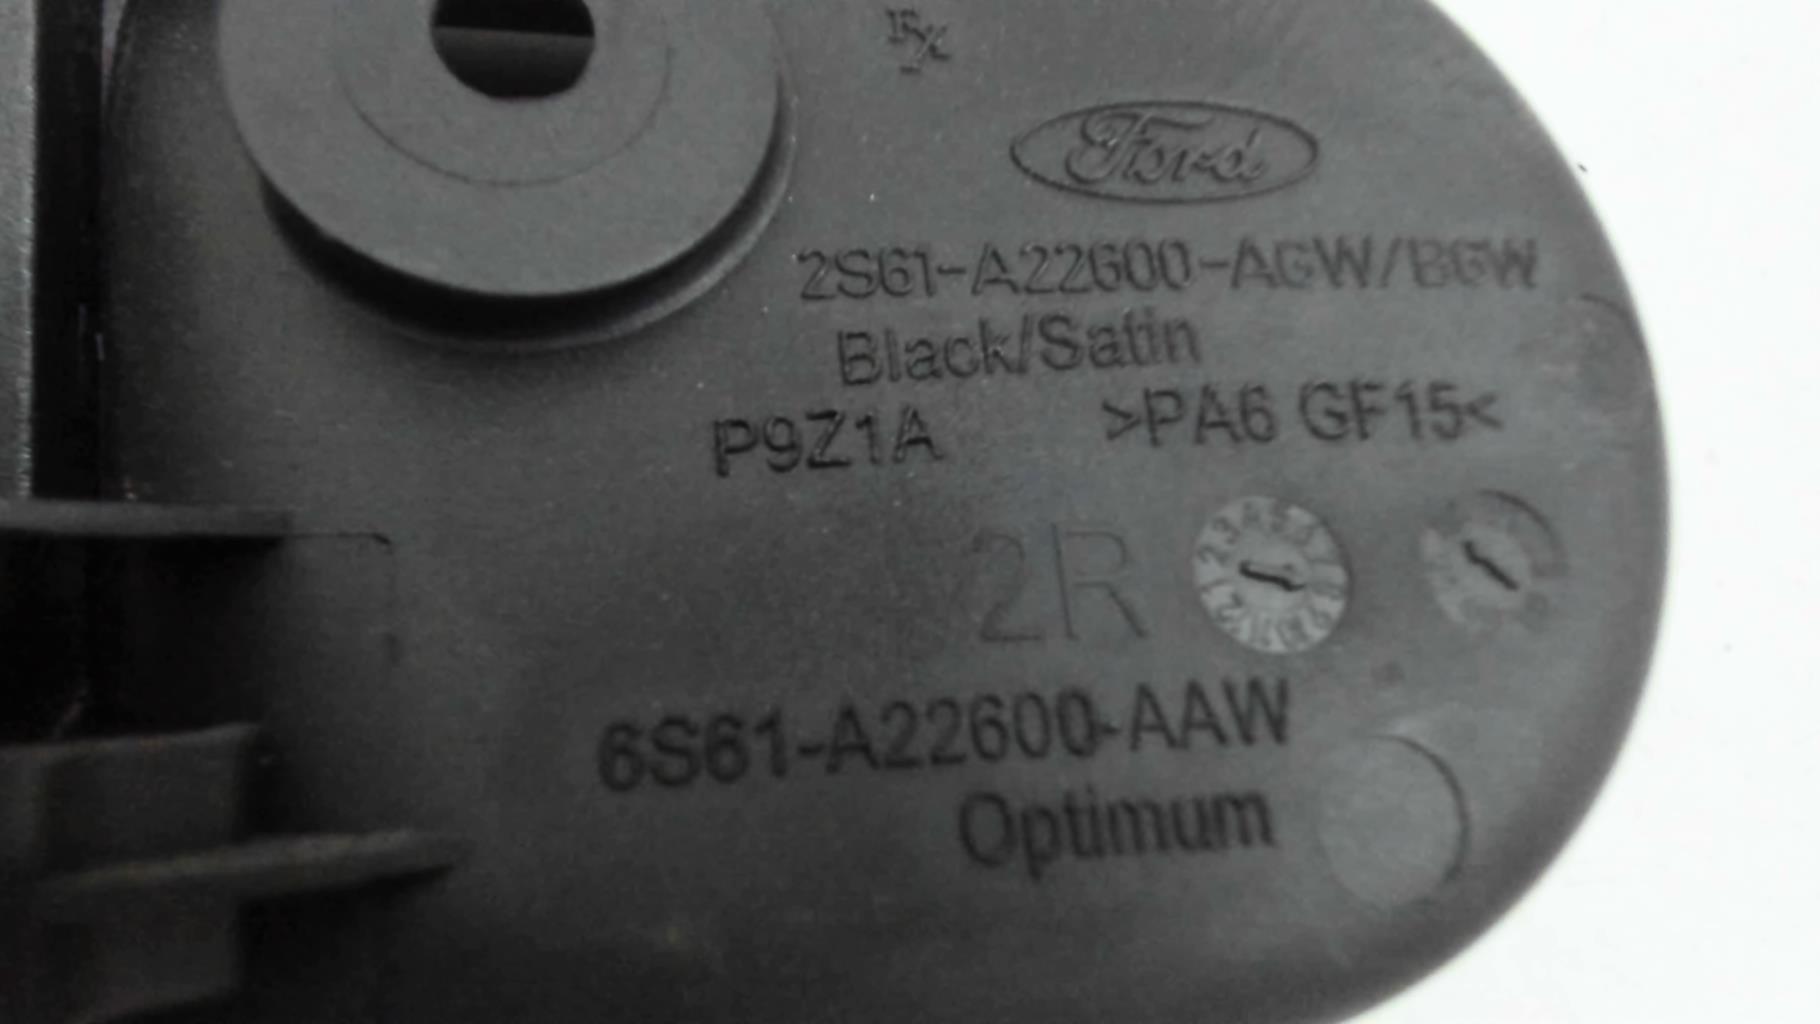 Ford
2S61-A22600-AGW/BGW
Black/Satin
P9Z1A >PA6 GF15<
2R
6S61-A22600-AAW
Optimum